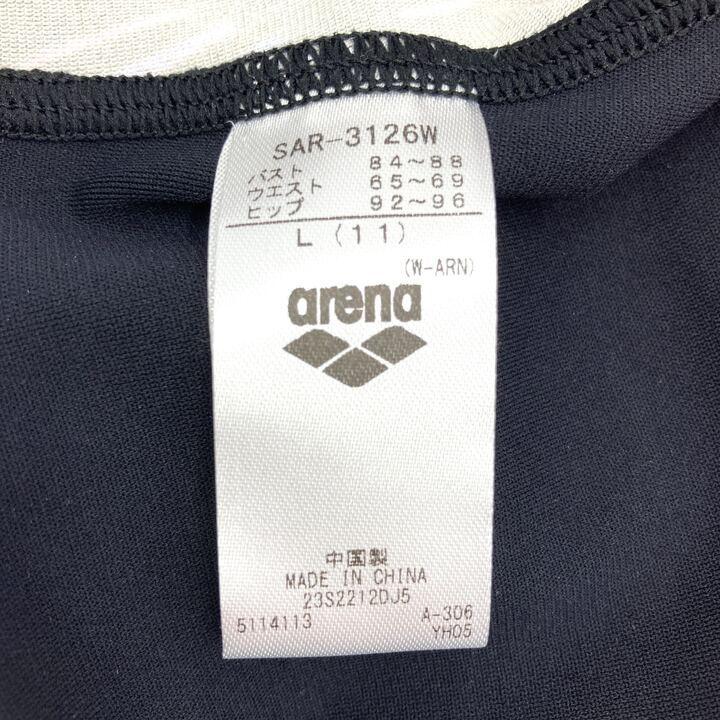 SAR-3126W
バスト 84～88
ウエスト 65～69
ヒップ 92～96
L (11)
(W-ARN)
arena
中国製
MADE IN CHINA
23S2212DJ5
5114113 A-306
YH05